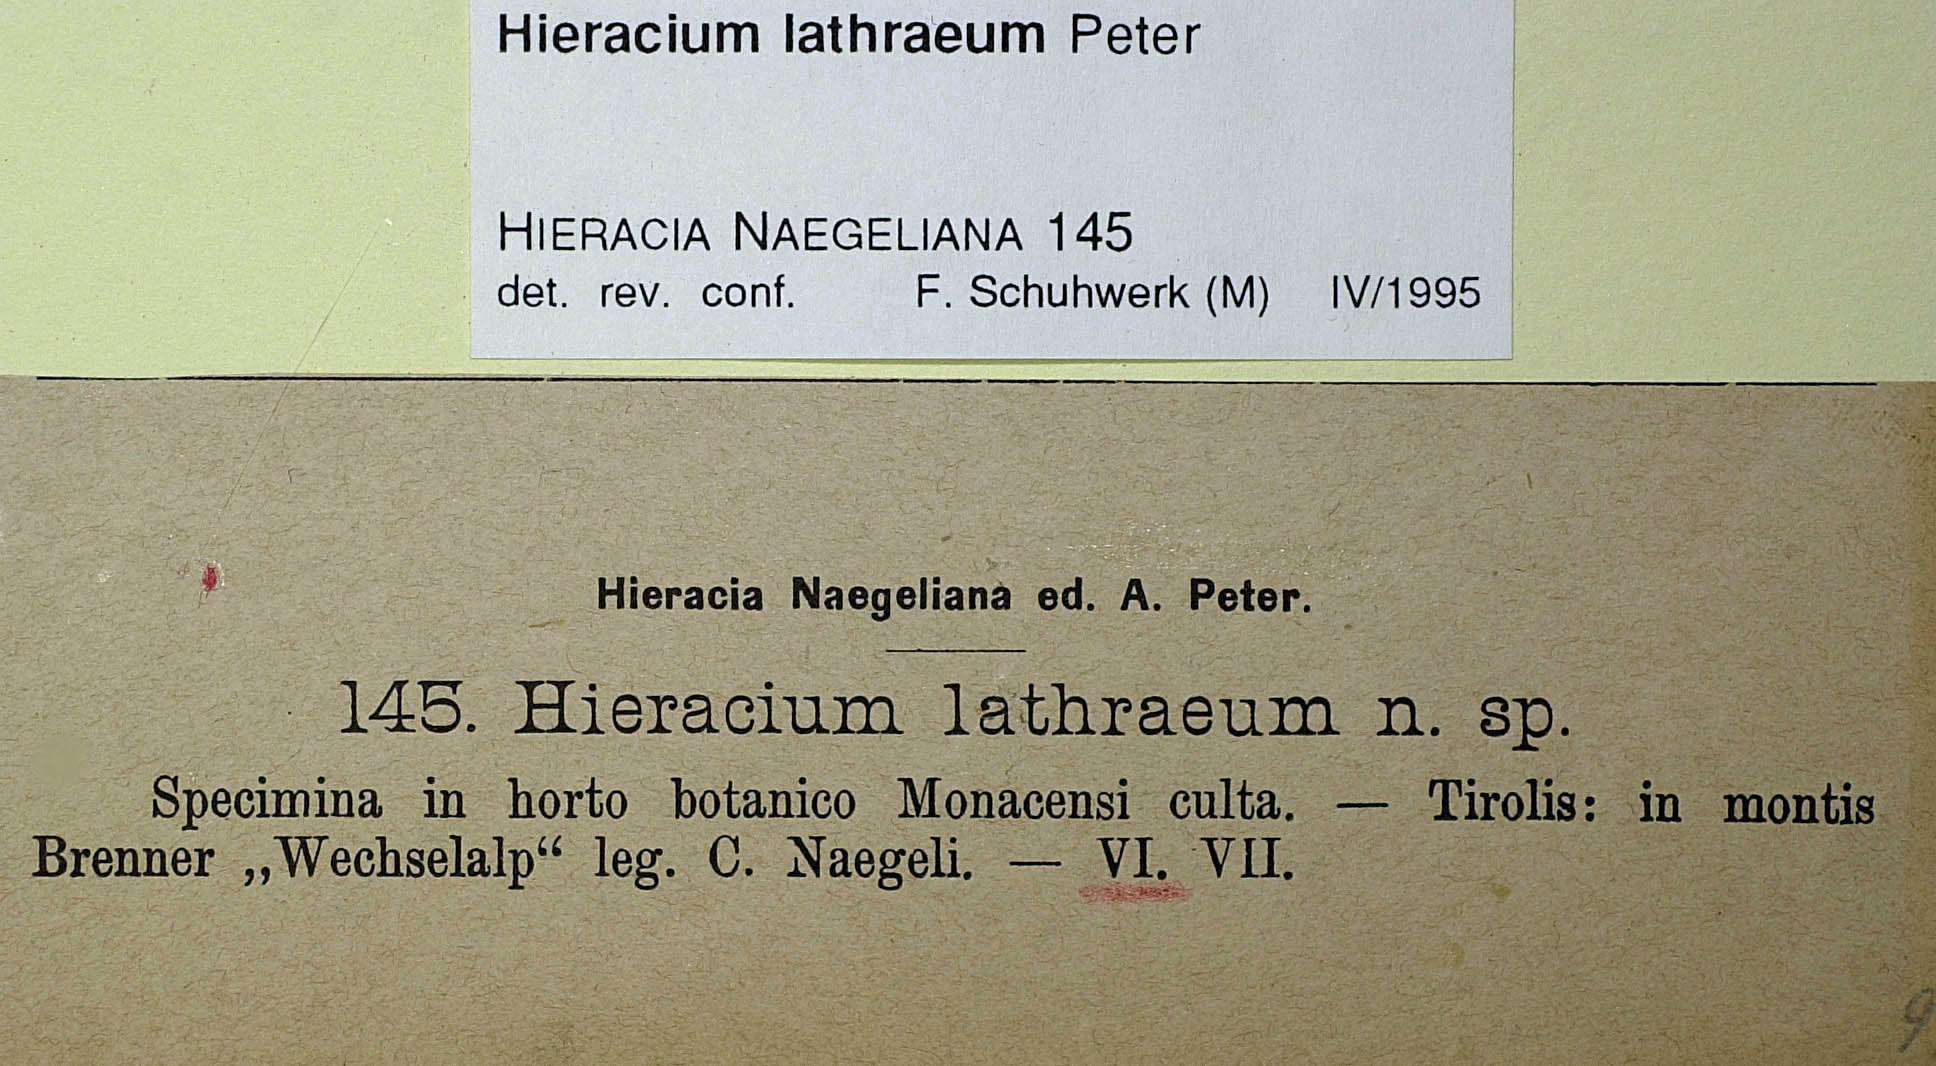 Hieracium lathraeum Peter
HIERACIA NAEGELIANA 145
det. rev. conf. F. Schuhwerk (M) IV/1995
Hieracia Naegeliana ed. A. Peter.
145. Hieracium lathraeum n. sp.
Specimina in horto botanico Monacensi culta. — Tirolis: in montis
Brenner „Wechselalp“ leg. C. Naegeli. — VI. VII.
9